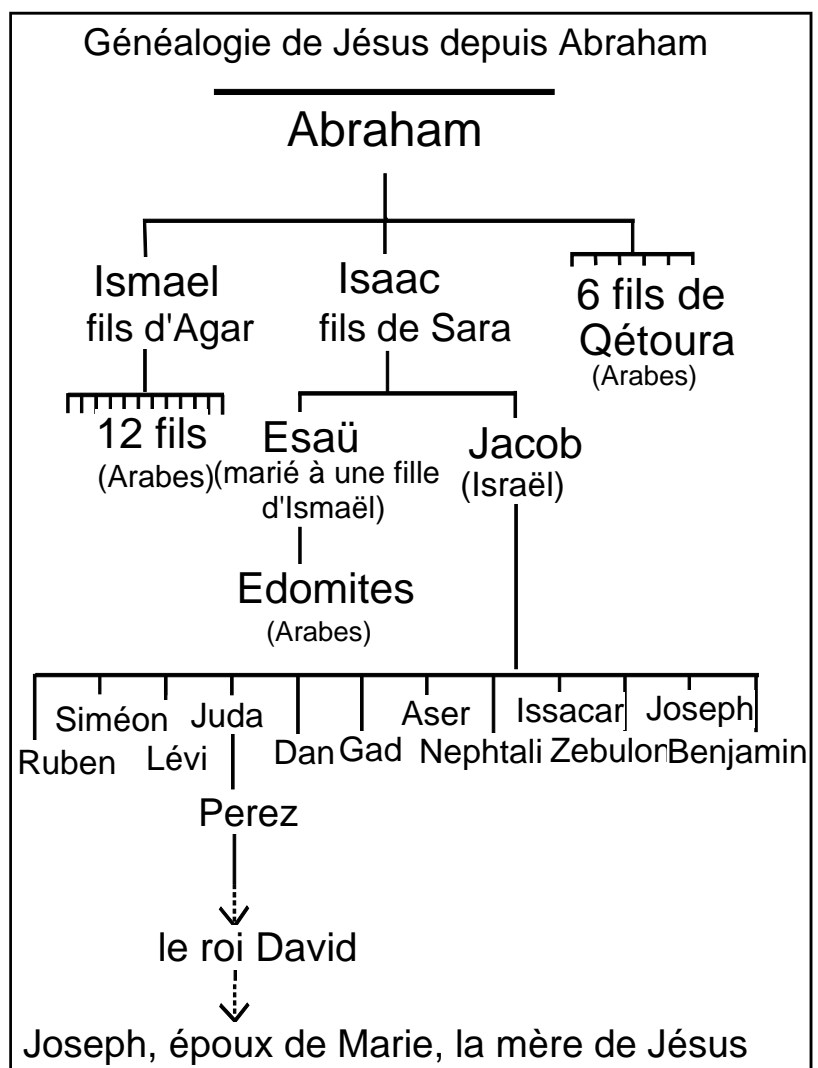 Généalogie de Jésus depuis Abraham
Abraham
Ismael
fils d'Agar
Isaac
fils de Sara
6 fils de
Qétoura
(Arabes)
12 fils
(Arabes)
Esaü
(marié à une fille
d'Ismaël)
Jacob
(Israël)
Edomites
(Arabes)
Siméon Juda Aser Issacar Joseph
Ruben Lévi Dan Gad Nephtali Zebulon Benjamin
Perez
le roi David
Joseph, époux de Marie, la mère de Jésus